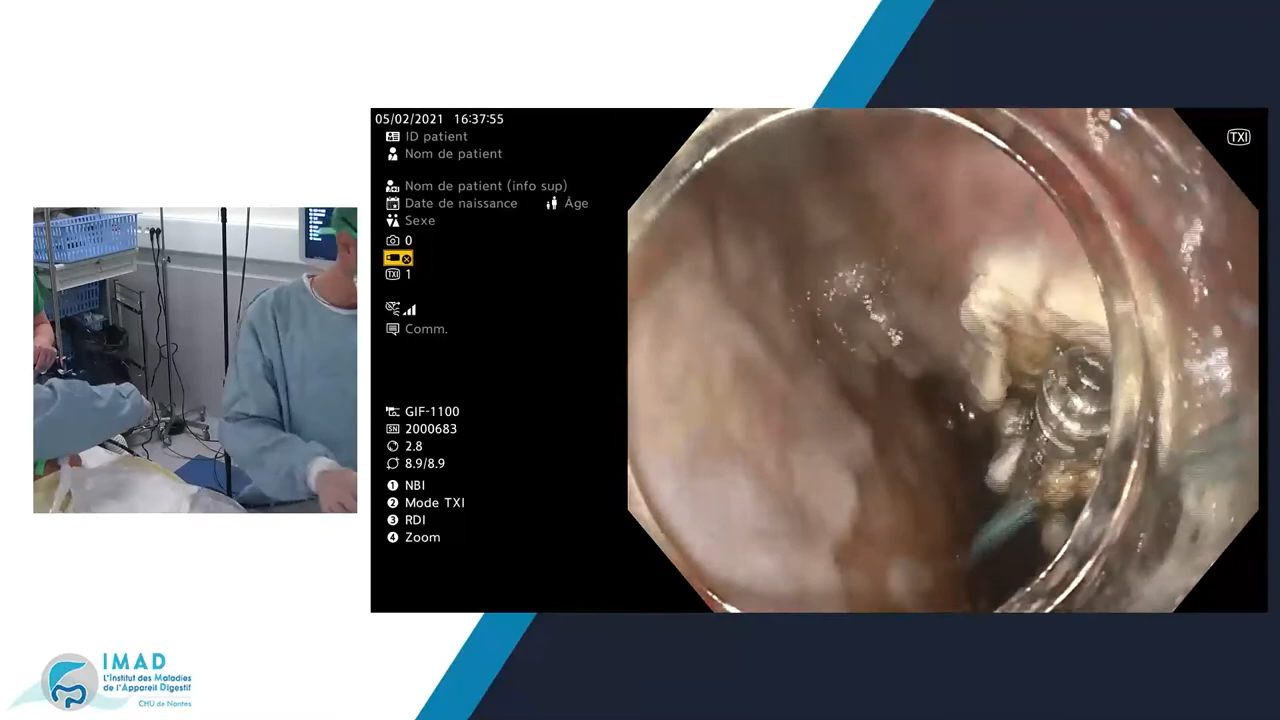 05/02/2021 16:37:55
ID patient
Nom de patient
Nom de patient (info sup)
Date de naissance Âge
Sexe
0
TXI 1
Comm.
GIF-1100
SN 2000683
2.8
8.9/8.9
1 NBI
2 Mode TXI
3 RDI
4 Zoom
TXI
IMAD
L'Institut des Maladies
de l'Appareil Digestif
CHU de Nantes